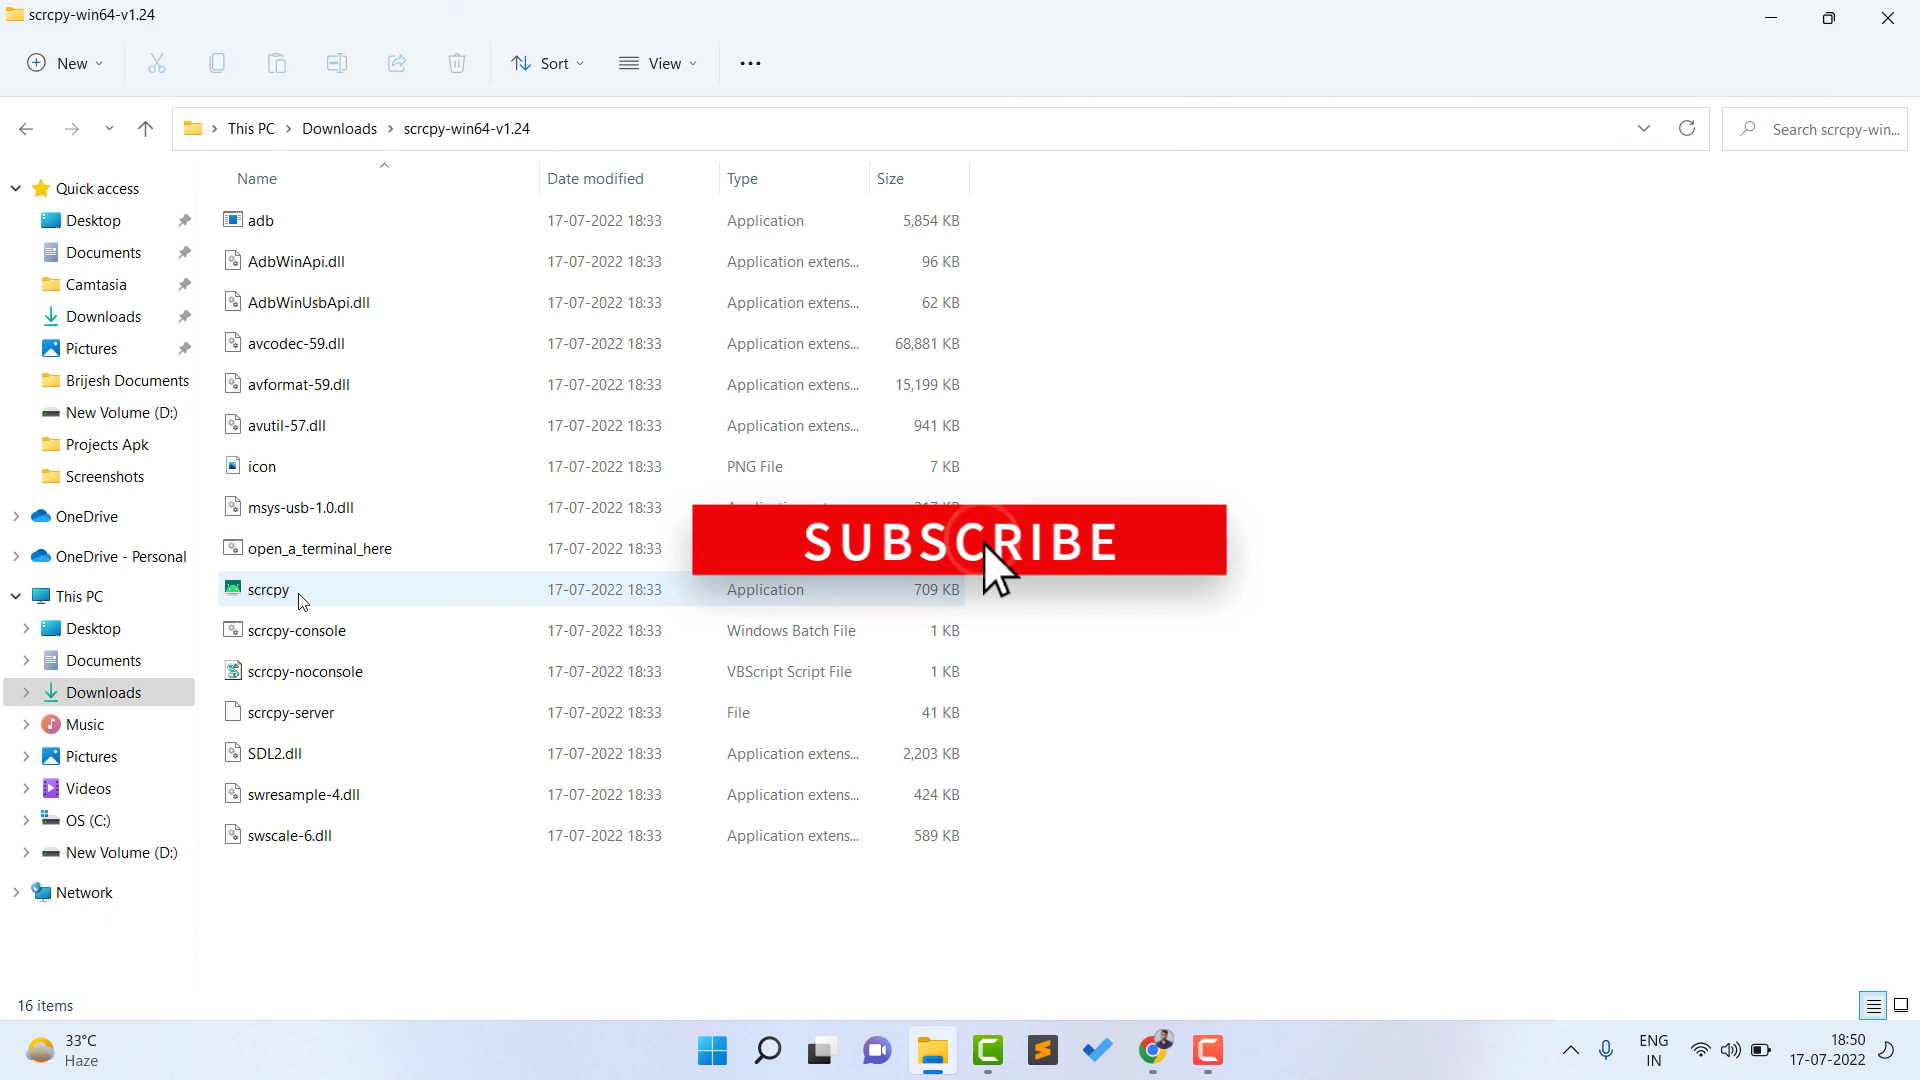 scrcpy-win64-v1.24
New
Sort
View
This PC > Downloads > scrcpy-win64-v1.24
Search scrcpy-win...
Name Date modified Type Size
adb 17-07-2022 18:33 Application 5,854 KB
AdbWinApi.dll 17-07-2022 18:33 Application extens... 96 KB
AdbWinUsbApi.dll 17-07-2022 18:33 Application extens... 62 KB
avcodec-59.dll 17-07-2022 18:33 Application extens... 68,881 KB
avformat-59.dll 17-07-2022 18:33 Application extens... 15,199 KB
avutil-57.dll 17-07-2022 18:33 Application extens... 941 KB
icon 17-07-2022 18:33 PNG File 7 KB
msys-usb-1.0.dll 17-07-2022 18:33
open_a_terminal_here 17-07-2022 18:33
SUBSCRIBE
scrcpy 17-07-2022 18:33 Application 709 KB
scrcpy-console 17-07-2022 18:33 Windows Batch File 1 KB
scrcpy-noconsole 17-07-2022 18:33 VBScript Script File 1 KB
scrcpy-server 17-07-2022 18:33 File 41 KB
SDL2.dll 17-07-2022 18:33 Application extens... 2,203 KB
swresample-4.dll 17-07-2022 18:33 Application extens... 424 KB
swscale-6.dll 17-07-2022 18:33 Application extens... 589 KB
Quick access
Desktop
Documents
Camtasia
Downloads
Pictures
Brijesh Documents
New Volume (D:)
Projects Apk
Screenshots
OneDrive
OneDrive - Personal
This PC
Desktop
Documents
Downloads
Music
Pictures
Videos
OS (C:)
New Volume (D:)
Network
16 items
33°C
Haze
ENG
IN
18:50
17-07-2022